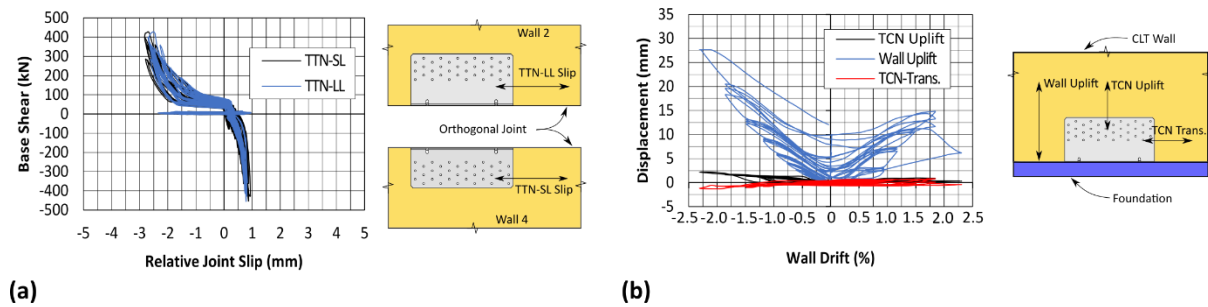 500
400
300
200
100
0
100
200
300
400
500
Base Shear (kN)
TTN-SL
TTN-LL
-5 -4 -3 -2 -1 0 1 2 3 4 5
Relative Joint Slip (mm)
Wall 2
TTN-LL Slip
Orthogonal Joint
TTN-SL Slip
Wall 4
(a)
35
30
25
20
15
10
5
0
-5
Displacement (mm)
TCN Uplift
Wall Uplift
TCN-Trans.
-2.5 -2.0 -1.5 -1.0 -0.5 0 0.5 1.0 1.5 2.0 2.5
Wall Drift (%)
CLT Wall
Wall Uplift
TCN Uplift
TCN Trans.
Foundation
(b)